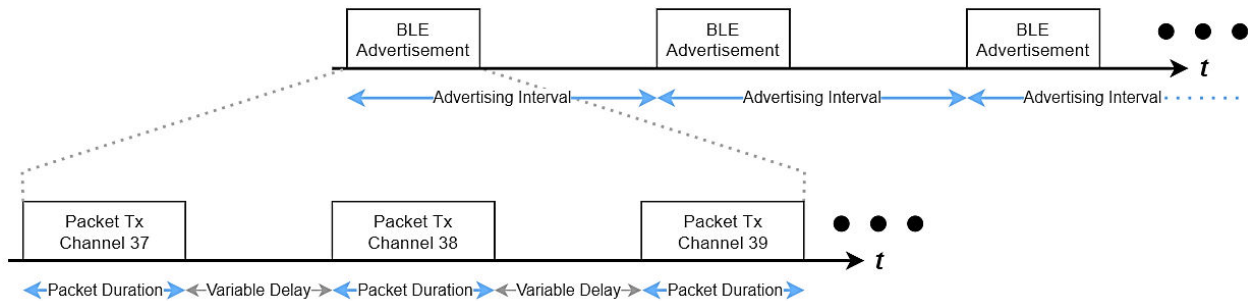 BLE
Advertisement
BLE
Advertisement
BLE
Advertisement
t
Advertising Interval
Advertising Interval
Advertising Interval
Packet Tx
Channel 37
Packet Tx
Channel 38
Packet Tx
Channel 39
t
Packet Duration
Variable Delay
Packet Duration
Variable Delay
Packet Duration